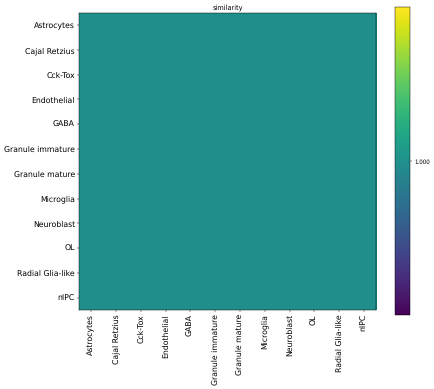 similarity
Astrocytes
Cajal Retzius
Cck-Tox
Endothelial
GABA
Granule immature
Granule mature
Microglia
Neuroblast
OL
Radial Glia-like
nIPC
1.000
Astrocytes
Cajal Retzius
Cck-Tox
Endothelial
GABA
Granule immature
Granule mature
Microglia
Neuroblast
OL
Radial Glia-like
nIPC